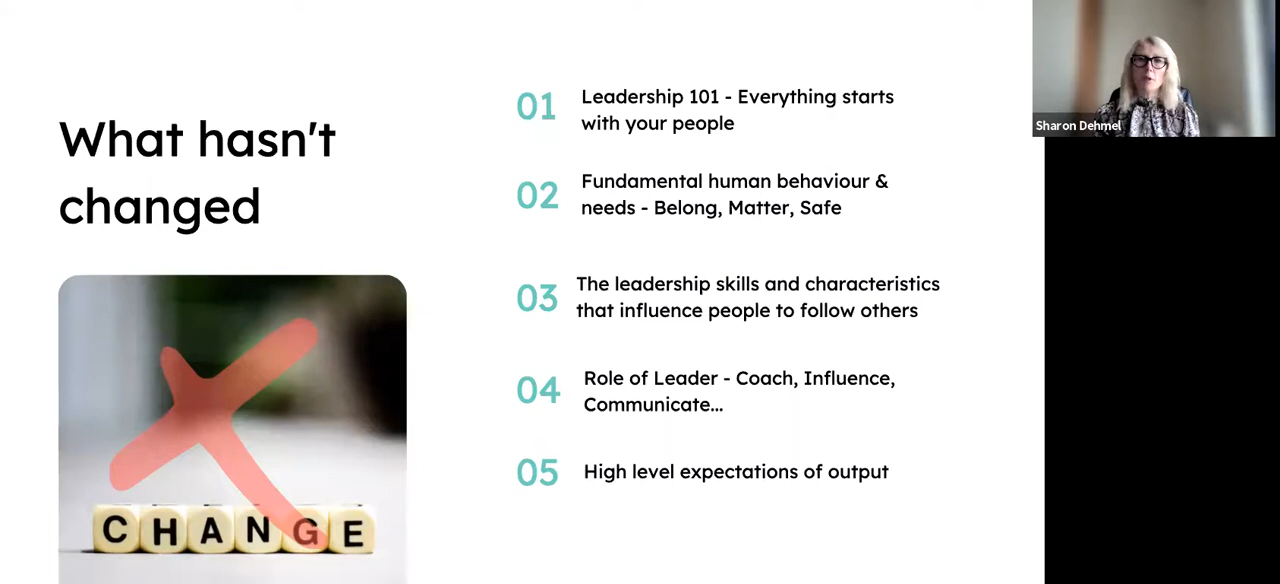 What hasn't
changed
01
Leadership 101 - Everything starts
with your people
02
Fundamental human behaviour &
needs - Belong, Matter, Safe
03
The leadership skills and characteristics
that influence people to follow others
04
Role of Leader - Coach, Influence,
Communicate...
05
High level expectations of output
CHANGE
Sharon Dehmel